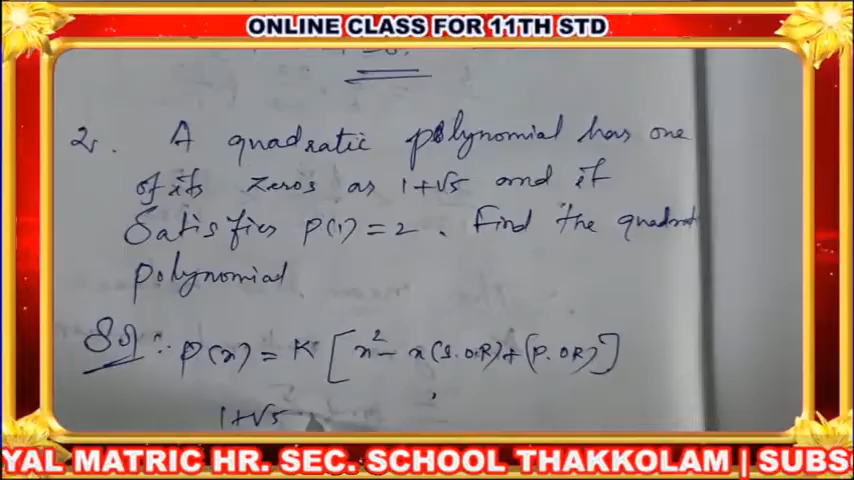 ONLINE CLASS FOR 11TH STD
2. A quadratic polynomial has one
of its zeros as 1+√5 and it
Satisfies P(1)=2. Find the quadrat
polynomial
Sol: P(x) = K [x² - x(S.O.R)+(P.OR)]
1+√5
YAL MATRIC HR. SEC. SCHOOL THAKKOLAM | SUBS